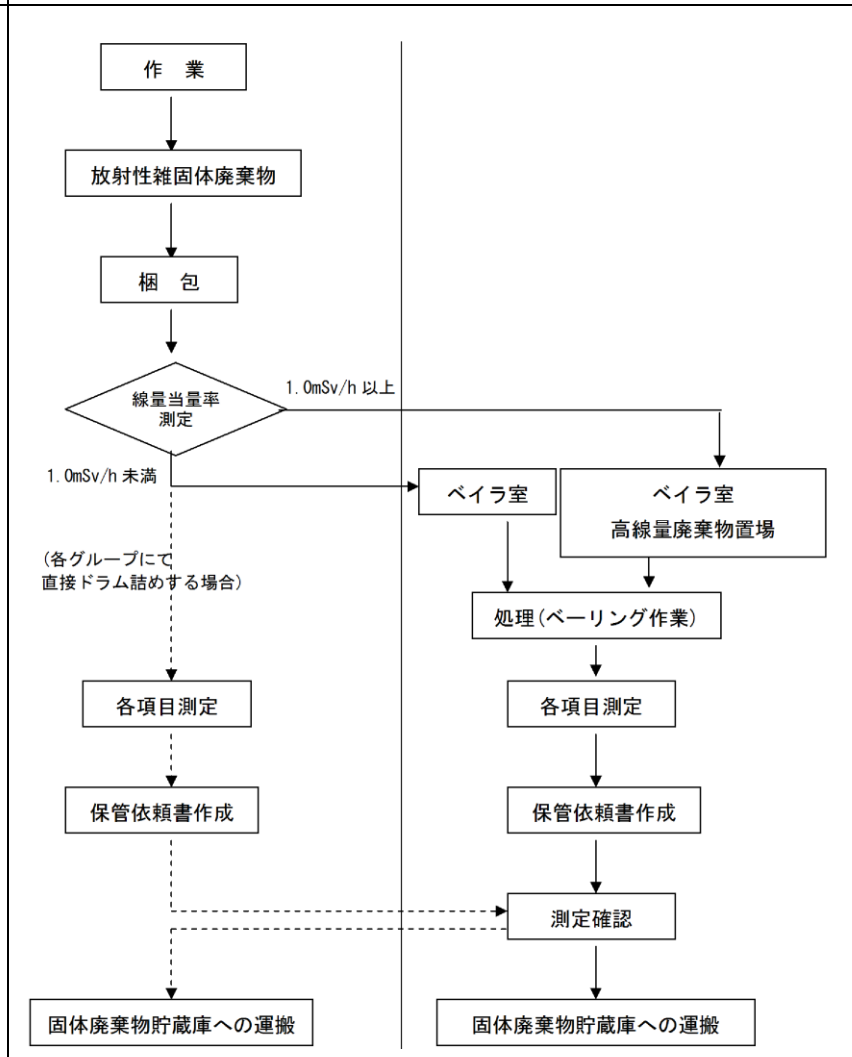 作　業
放射性雑固体廃棄物
梱　包
線量当量率
測定
1.0mSv/h 以上
1.0mSv/h 未満
ベイラ室
ベイラ室
高線量廃棄物置場
(各グループにて
直接ドラム詰めする場合)
処理(ベーリング作業)
各項目測定
各項目測定
保管依頼書作成
保管依頼書作成
測定確認
固体廃棄物貯蔵庫への運搬
固体廃棄物貯蔵庫への運搬